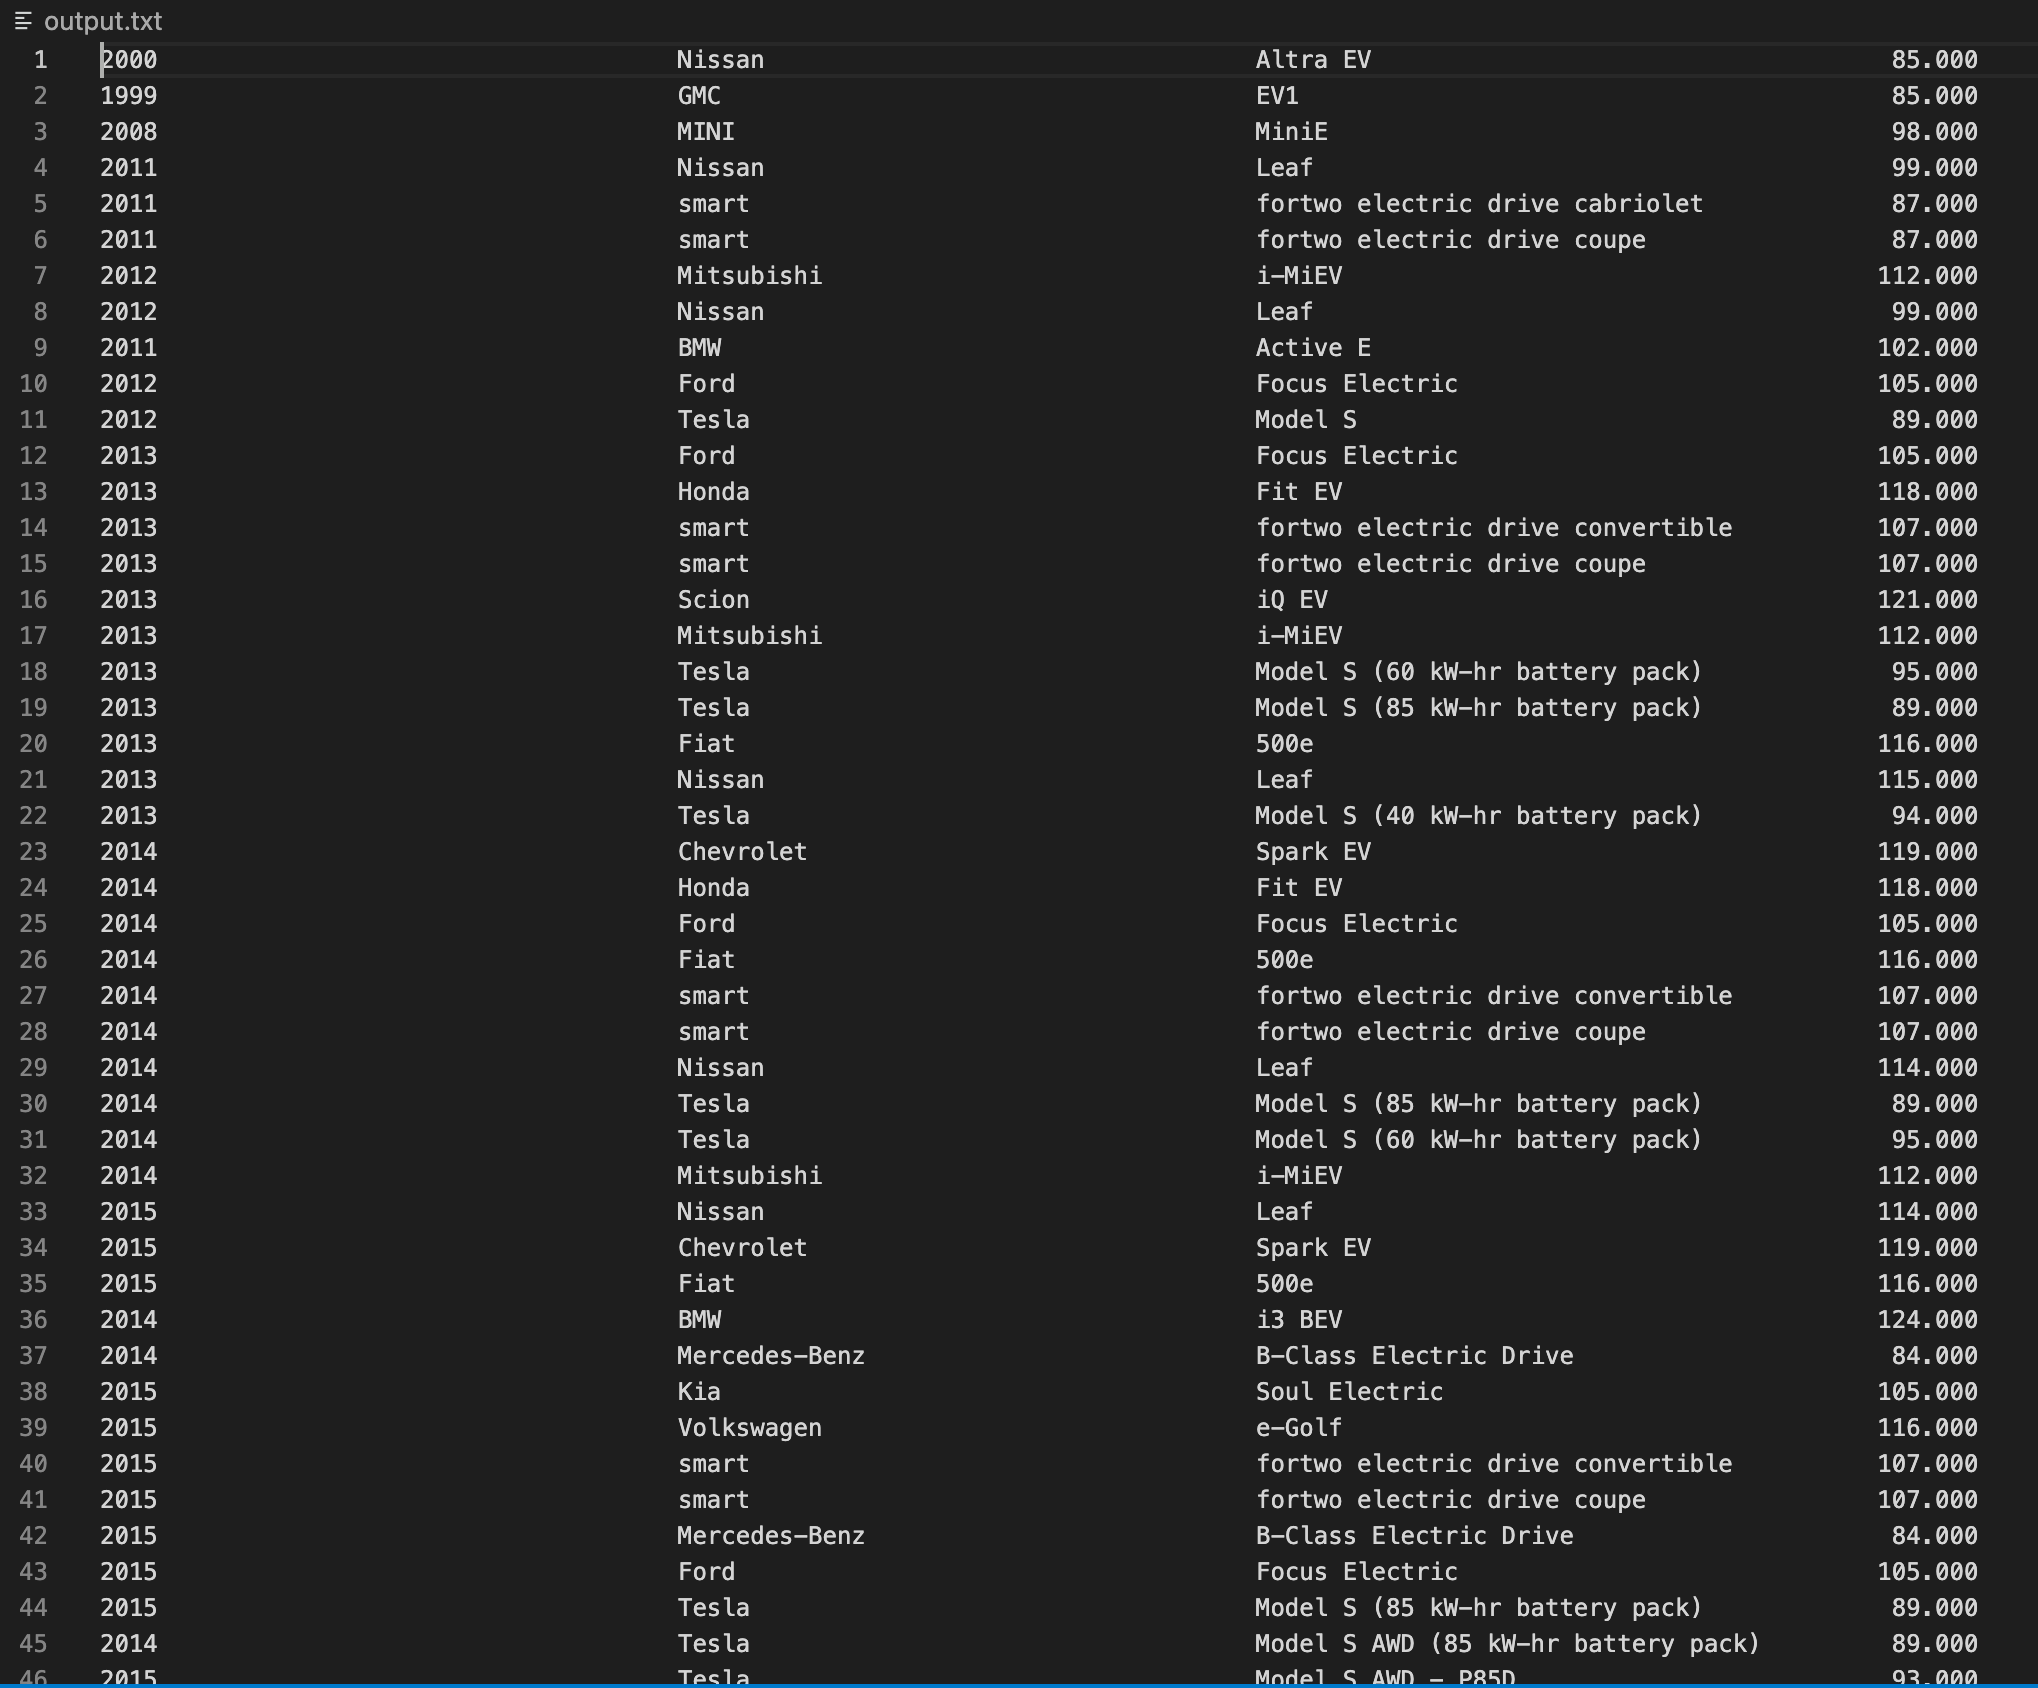 output.txt
1 2000 Nissan Altra EV 85.000
2 1999 GMC EV1 85.000
3 2008 MINI MiniE 98.000
4 2011 Nissan Leaf 99.000
5 2011 smart fortwo electric drive cabriolet 87.000
6 2011 smart fortwo electric drive coupe 87.000
7 2012 Mitsubishi i-MiEV 112.000
8 2012 Nissan Leaf 99.000
9 2011 BMW Active E 102.000
10 2012 Ford Focus Electric 105.000
11 2012 Tesla Model S 89.000
12 2013 Ford Focus Electric 105.000
13 2013 Honda Fit EV 118.000
14 2013 smart fortwo electric drive convertible 107.000
15 2013 smart fortwo electric drive coupe 107.000
16 2013 Scion iQ EV 121.000
17 2013 Mitsubishi i-MiEV 112.000
18 2013 Tesla Model S (60 kW-hr battery pack) 95.000
19 2013 Tesla Model S (85 kW-hr battery pack) 89.000
20 2013 Fiat 500e 116.000
21 2013 Nissan Leaf 115.000
22 2013 Tesla Model S (40 kW-hr battery pack) 94.000
23 2014 Chevrolet Spark EV 119.000
24 2014 Honda Fit EV 118.000
25 2014 Ford Focus Electric 105.000
26 2014 Fiat 500e 116.000
27 2014 smart fortwo electric drive convertible 107.000
28 2014 smart fortwo electric drive coupe 107.000
29 2014 Nissan Leaf 114.000
30 2014 Tesla Model S (85 kW-hr battery pack) 89.000
31 2014 Tesla Model S (60 kW-hr battery pack) 95.000
32 2014 Mitsubishi i-MiEV 112.000
33 2015 Nissan Leaf 114.000
34 2015 Chevrolet Spark EV 119.000
35 2015 Fiat 500e 116.000
36 2014 BMW i3 BEV 124.000
37 2014 Mercedes-Benz B-Class Electric Drive 84.000
38 2015 Kia Soul Electric 105.000
39 2015 Volkswagen e-Golf 116.000
40 2015 smart fortwo electric drive convertible 107.000
41 2015 smart fortwo electric drive coupe 107.000
42 2015 Mercedes-Benz B-Class Electric Drive 84.000
43 2015 Ford Focus Electric 105.000
44 2015 Tesla Model S (85 kW-hr battery pack) 89.000
45 2014 Tesla Model S AWD (85 kW-hr battery pack) 89.000
46 2015 Tesla Model S AWD - P85D 93.000